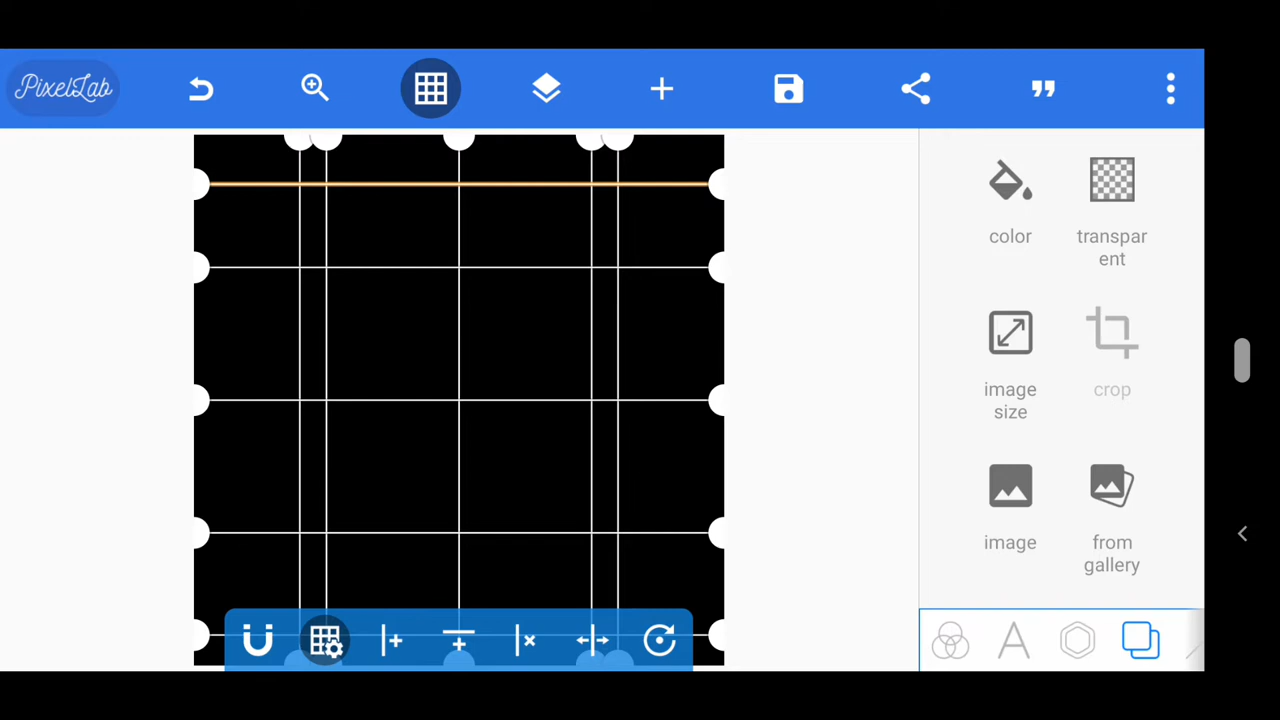 PixelLab
color
transpar
ent
image
size
crop
image
from
gallery